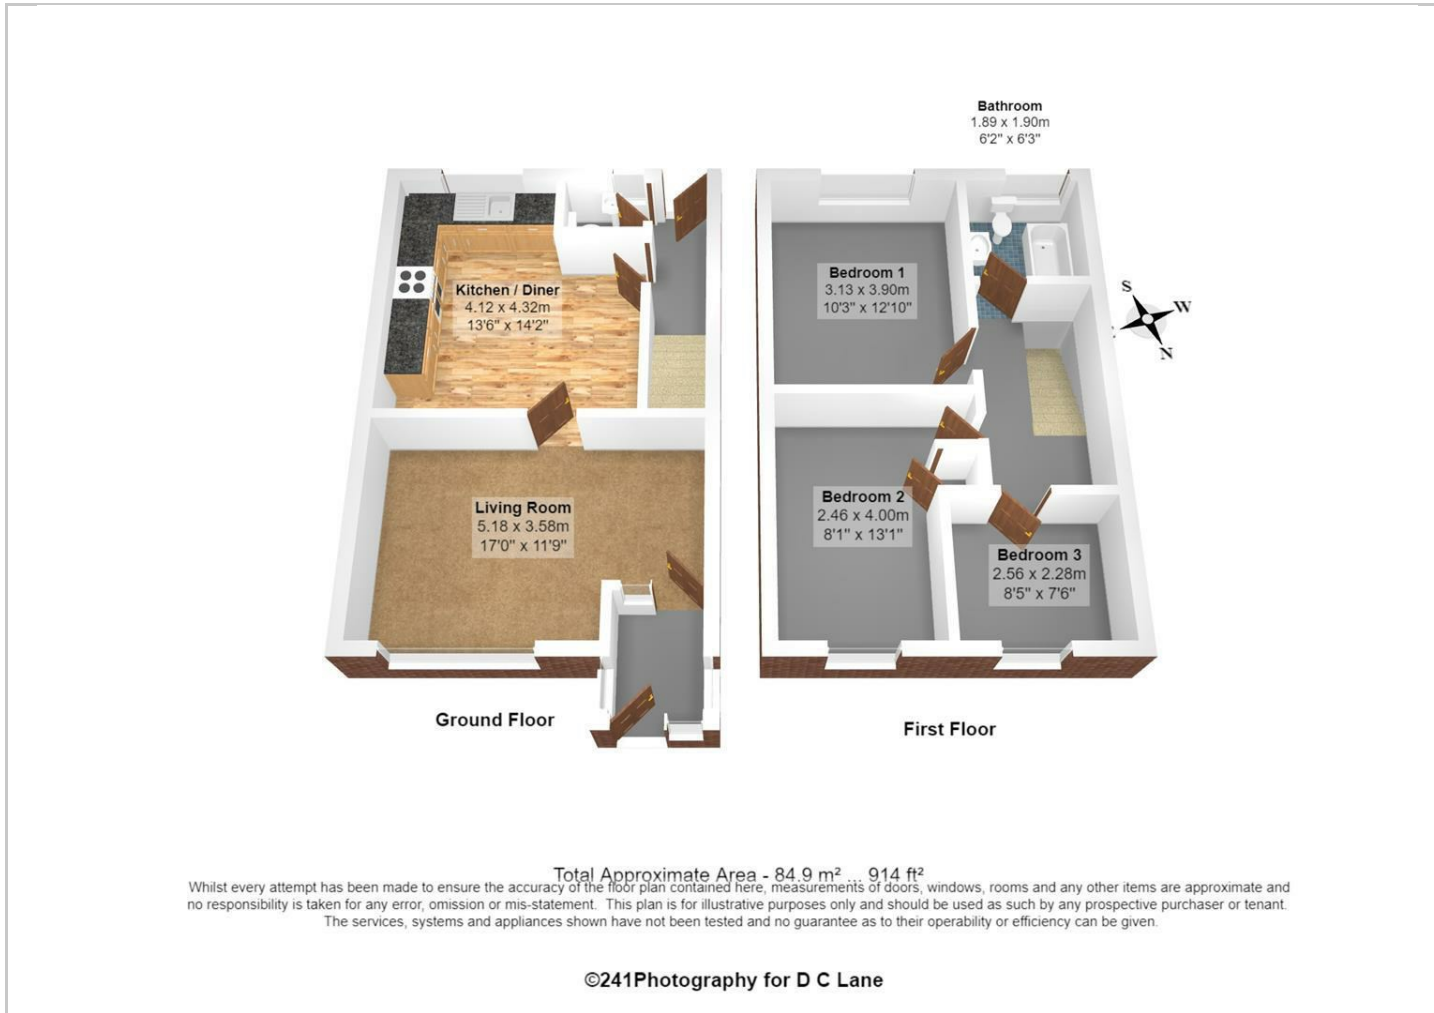 Bathroom
1.89 x 1.90m
6'2" x 6'3"
Kitchen / Diner
4.12 x 4.32m
13'6" x 14'2"
Living Room
5.18 x 3.58m
17'0" x 11'9"
Ground Floor
Bedroom 1
3.13 x 3.90m
10'3" x 12'10"
Bedroom 2
2.46 x 4.00m
8'1" x 13'1"
Bedroom 3
2.56 x 2.28m
8'5" x 7'6"
First Floor
S
W
N
Total Approximate Area - 84.9 m² ... 914 ft²
Whilst every attempt has been made to ensure the accuracy of the floor plan contained here, measurements of doors, windows, rooms and any other items are approximate and
no responsibility is taken for any error, omission or mis-statement. This plan is for illustrative purposes only and should be used as such by any prospective purchaser or tenant.
The services, systems and appliances shown have not been tested and no guarantee as to their operability or efficiency can be given.
©241Photography for D C Lane